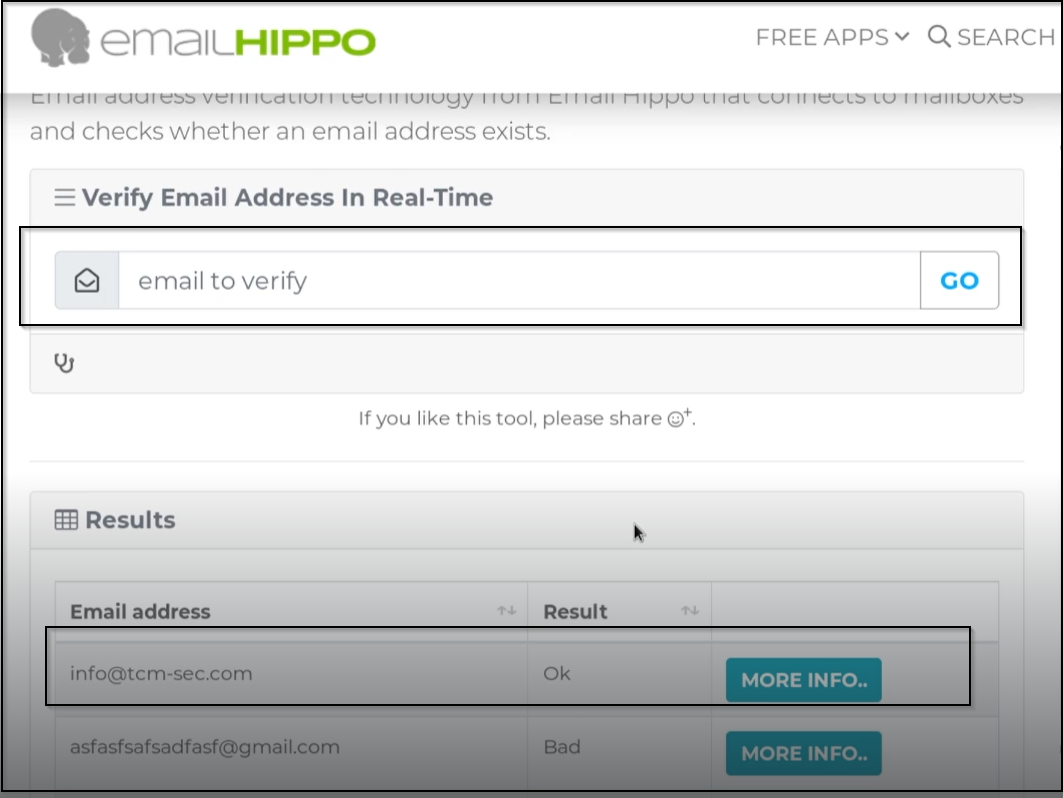 emailHIPPO
FREE APPS
SEARCH
Email address verification technology from Email Hippo that connects to mailboxes
and checks whether an email address exists.
Verify Email Address In Real-Time
email to verify
GO
If you like this tool, please share
Results
Email address
Result
info@tcm-sec.com
Ok
MORE INFO..
asfasfsafsadfasf@gmail.com
Bad
MORE INFO..